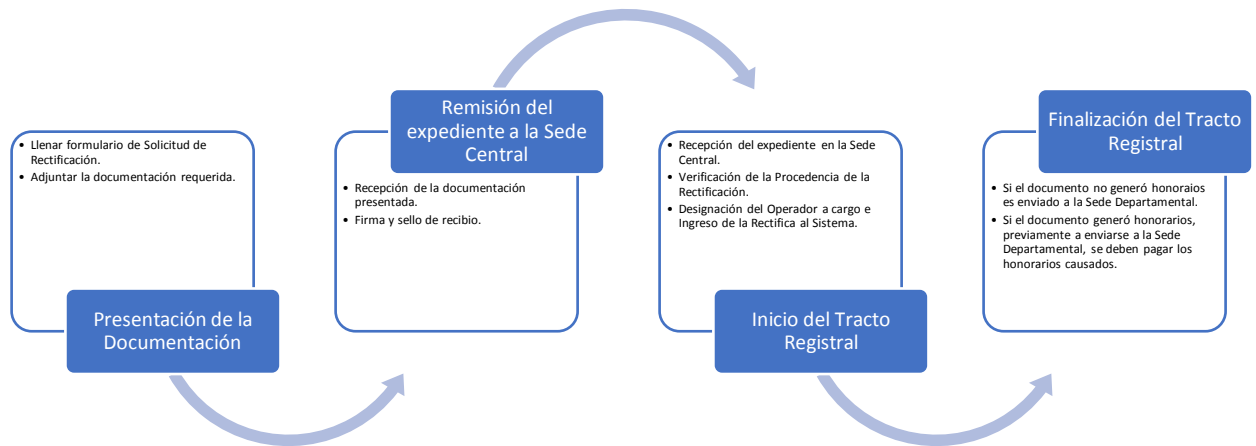 • Llenar formulario de Solicitud de
Rectificación.
• Adjuntar la documentación requerida.
Presentación de la
Documentación
Remisión del
expediente a la Sede
Central
• Recepción de la documentación
presentada.
• Firma y sello de recibio.
• Recepción del expediente en la Sede
Central.
• Verificación de la Procedencia de la
Rectificación.
• Designación del Operador a cargo e
Ingreso de la Rectifica al Sistema.
Inicio del Tracto
Registral
Finalización del Tracto
Registral
• Si el documento no generó honoraios
es enviado a la Sede Departamental.
• Si el documento generó honorarios,
previamente a enviarse a la Sede
Departamental, se deben pagar los
honorarios causados.